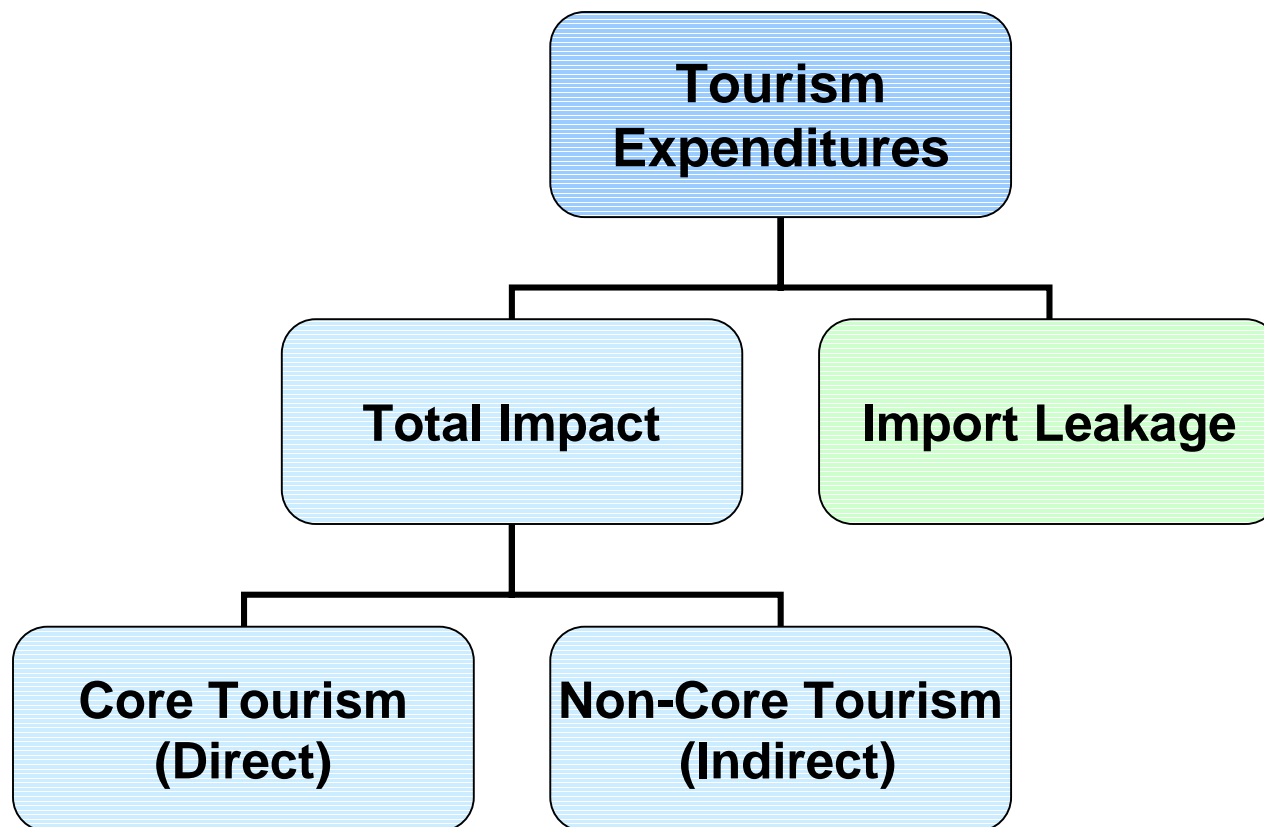 Tourism
Expenditures
Total Impact
Import Leakage
Core Tourism
(Direct)
Non-Core Tourism
(Indirect)